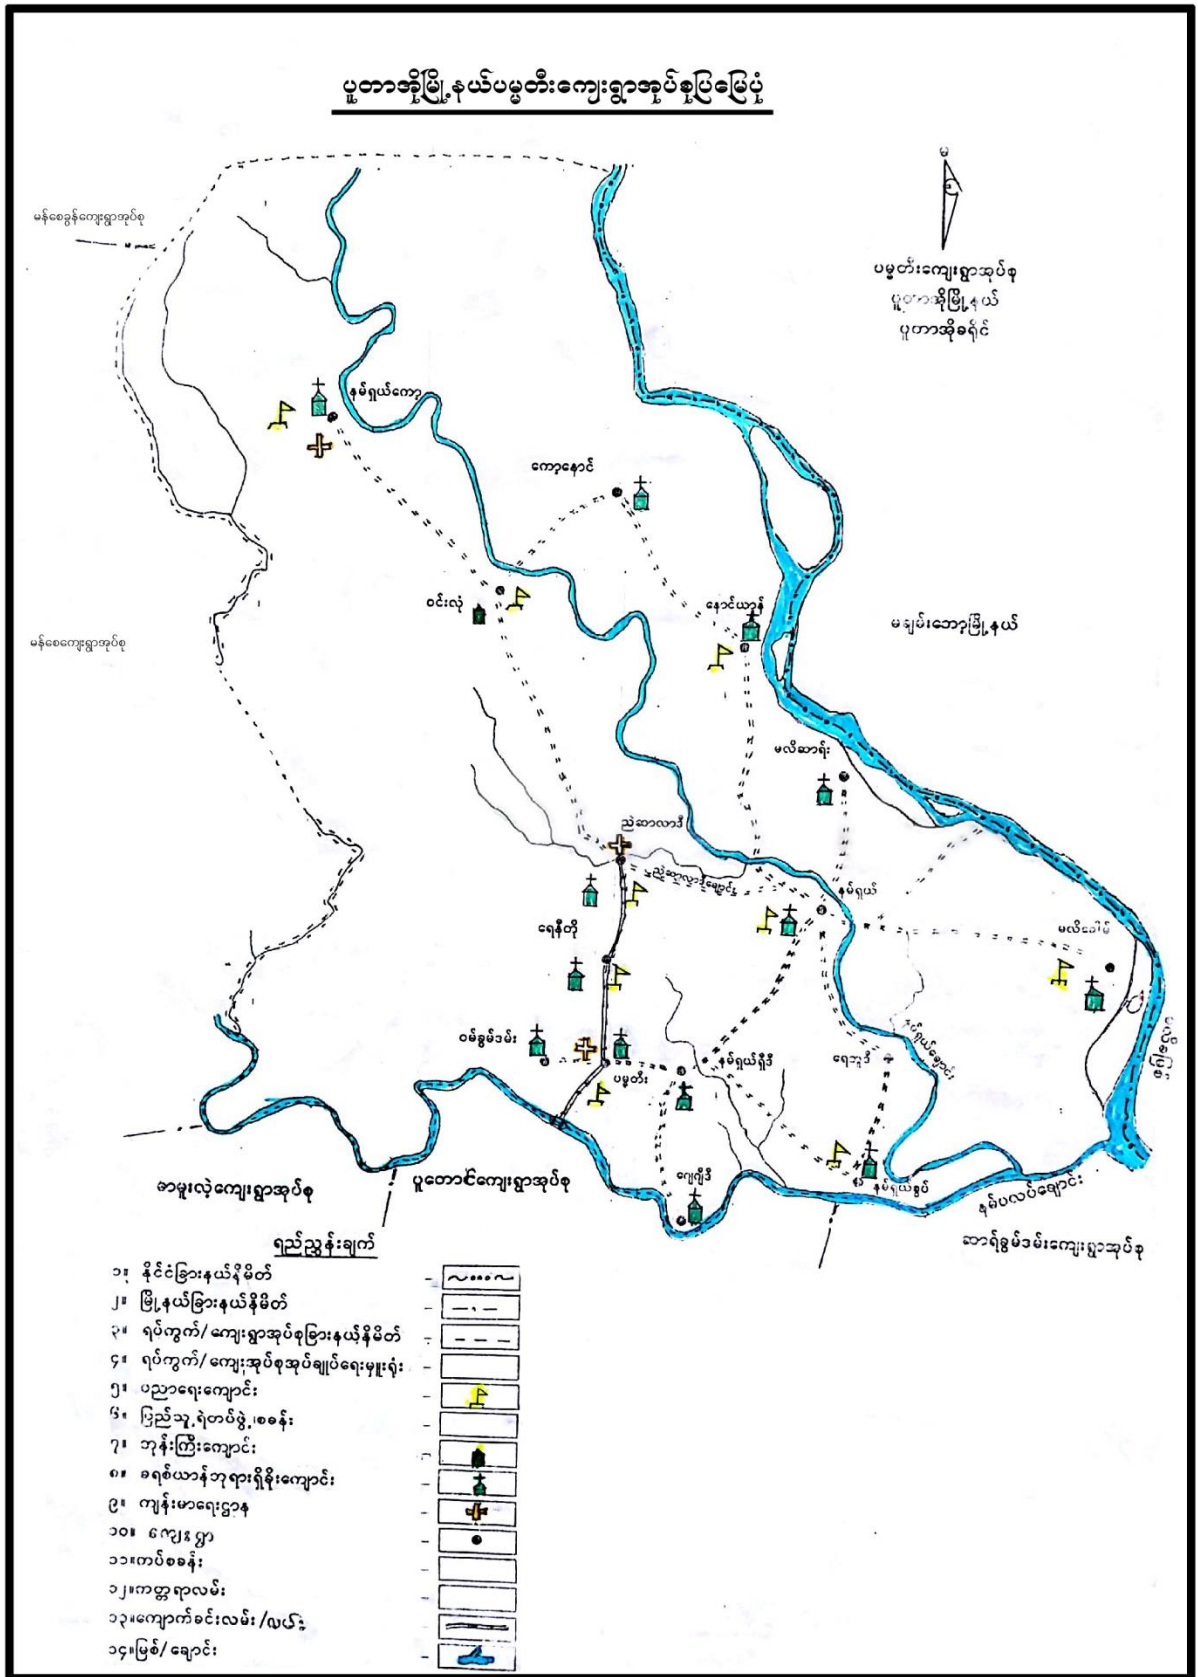 ပူတာအိုမြို့နယ်ပမ္မတီးကျေးရွာအုပ်စုပြမြေပုံ
မ
မန်စေခွန်ကျေးရွာအုပ်စု
ပမ္မတီးကျေးရွာအုပ်စု
ပူတာအိုမြို့နယ်
ပူတာအိုခရိုင်
နမ်ရှယ်ကော့
ကော့နောင်
ဝင်းလုံ
နောင်ယာန်
မချမ်းဘော့မြို့နယ်
မန်စေကျေးရွာအုပ်စု
မလိဆာရ်း
ညဲဆာလာဒီ
ညဲဆာလာဒီချောင်း
နမ်ရှယ်
ရေနီတို
မလိခေါမ်
ဝမ်ခွမ်ဒမ်း
ပမ္မတီး
နမ်ရှယ်ရှီဒီ
ရေဘူဒီ
နမ်ရှယ်ချောင်း
ဂျေဂျီဒီ
နမ်ရှယ်စွပ်
နမ်ပလပ်ချောင်း
ခာမူးလဲ့ကျေးရွာအုပ်စု
ပူတောင်ကျေးရွာအုပ်စု
ဆာရ်ခွမ်ဒမ်းကျေးရွာအုပ်စု
ရည်ညွှန်းချက်
၁။ နိုင်ငံခြားနယ်နိမိတ်
၂။ မြို့နယ်ခြားနယ်နိမိတ်
၃။ ရပ်ကွက်/ကျေးရွာအုပ်စုခြားနယ်နိမိတ်
၄။ ရပ်ကွက်/ကျေးအုပ်စုအုပ်ချုပ်ရေးမှူးရုံး
၅။ ပညာရေးကျောင်း
၆။ ပြည်သူ့ရဲတပ်ဖွဲ့စခန်း
၇။ ဘုန်းကြီးကျောင်း
၈။ ခရစ်ယာန်ဘုရားရှိခိုးကျောင်း
၉။ ကျန်းမာရေးဌာန
၁၀။ ကျေးရွာ
၁၁။ကပ်စခန်း
၁၂။ကတ္တရာလမ်း
၁၃။ကျောက်ခင်းလမ်း/လယ်း
၁၄။မြစ်/ချောင်း